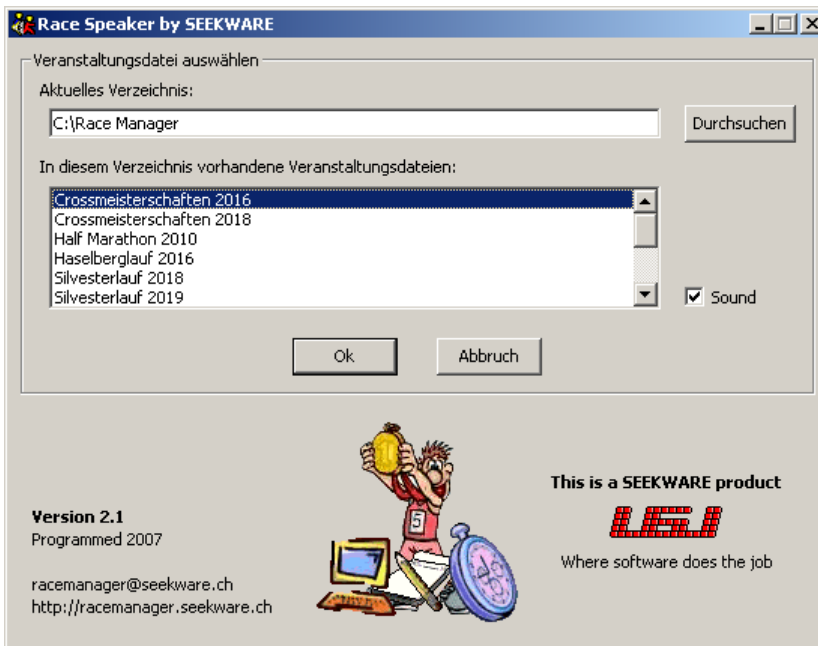 Race Speaker by SEEKWARE
Veranstaltungsdatei auswählen
Aktuelles Verzeichnis:
C:\Race Manager
Durchsuchen
In diesem Verzeichnis vorhandene Veranstaltungsdateien:
Crossmeisterschaften 2016
Crossmeisterschaften 2018
Half Marathon 2010
Haselberglauf 2016
Silvesterlauf 2018
Silvesterlauf 2019
Sound
Ok
Abbruch
5
This is a SEEKWARE product
Where software does the job
Version 2.1
Programmed 2007
racemanager@seekware.ch
http://racemanager.seekware.ch